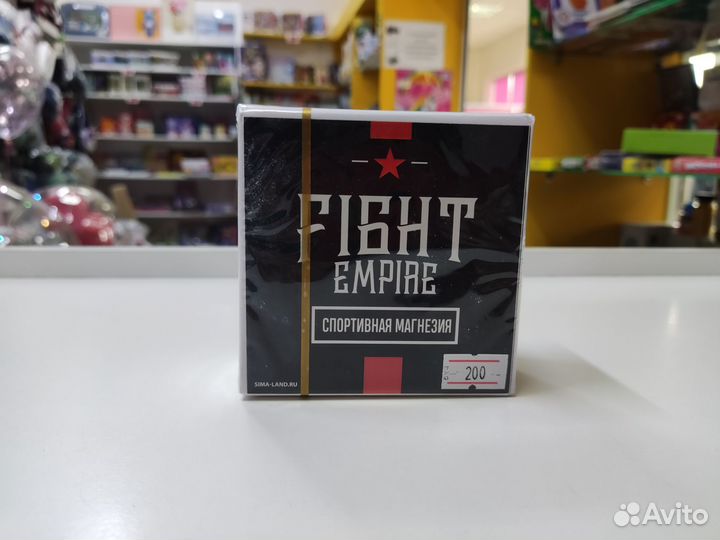 FIGHT
EMPIRE
СПОРТИВНАЯ МАГНЕЗИЯ
SIMA-LAND.RU
200
Avito